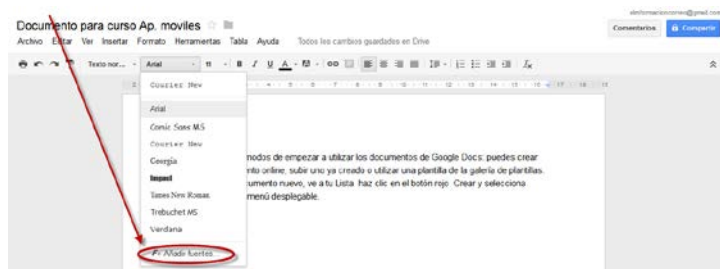 Documento para curso Ap. moviles
Comentarios
Compartir
Archivo Editar Ver Insertar Formato Herramientas Tabla Ayuda Todos los cambios guardados en Drive
Texto nor... Arial 11 B I U A
Courier New
Arial
Comic Sans MS
Courier New
Georgia
Impact
Times New Roman
Trebuchet MS
Verdana
Añadir fuentes
modos de empezar a utilizar los documentos de Google Docs: puedes crear
online, subir uno ya creado o utilizar una plantilla de la galería de plantillas.
nuevo, ve a tu Lista haz clic en el botón rojo Crear y selecciona
menú desplegable.